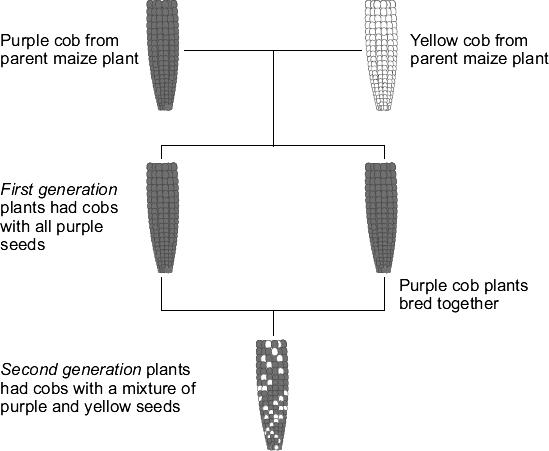 Purple cob from
parent maize plant
Yellow cob from
parent maize plant
First generation
plants had cobs
with all purple
seeds
Purple cob plants
bred together
Second generation plants
had cobs with a mixture of
purple and yellow seeds